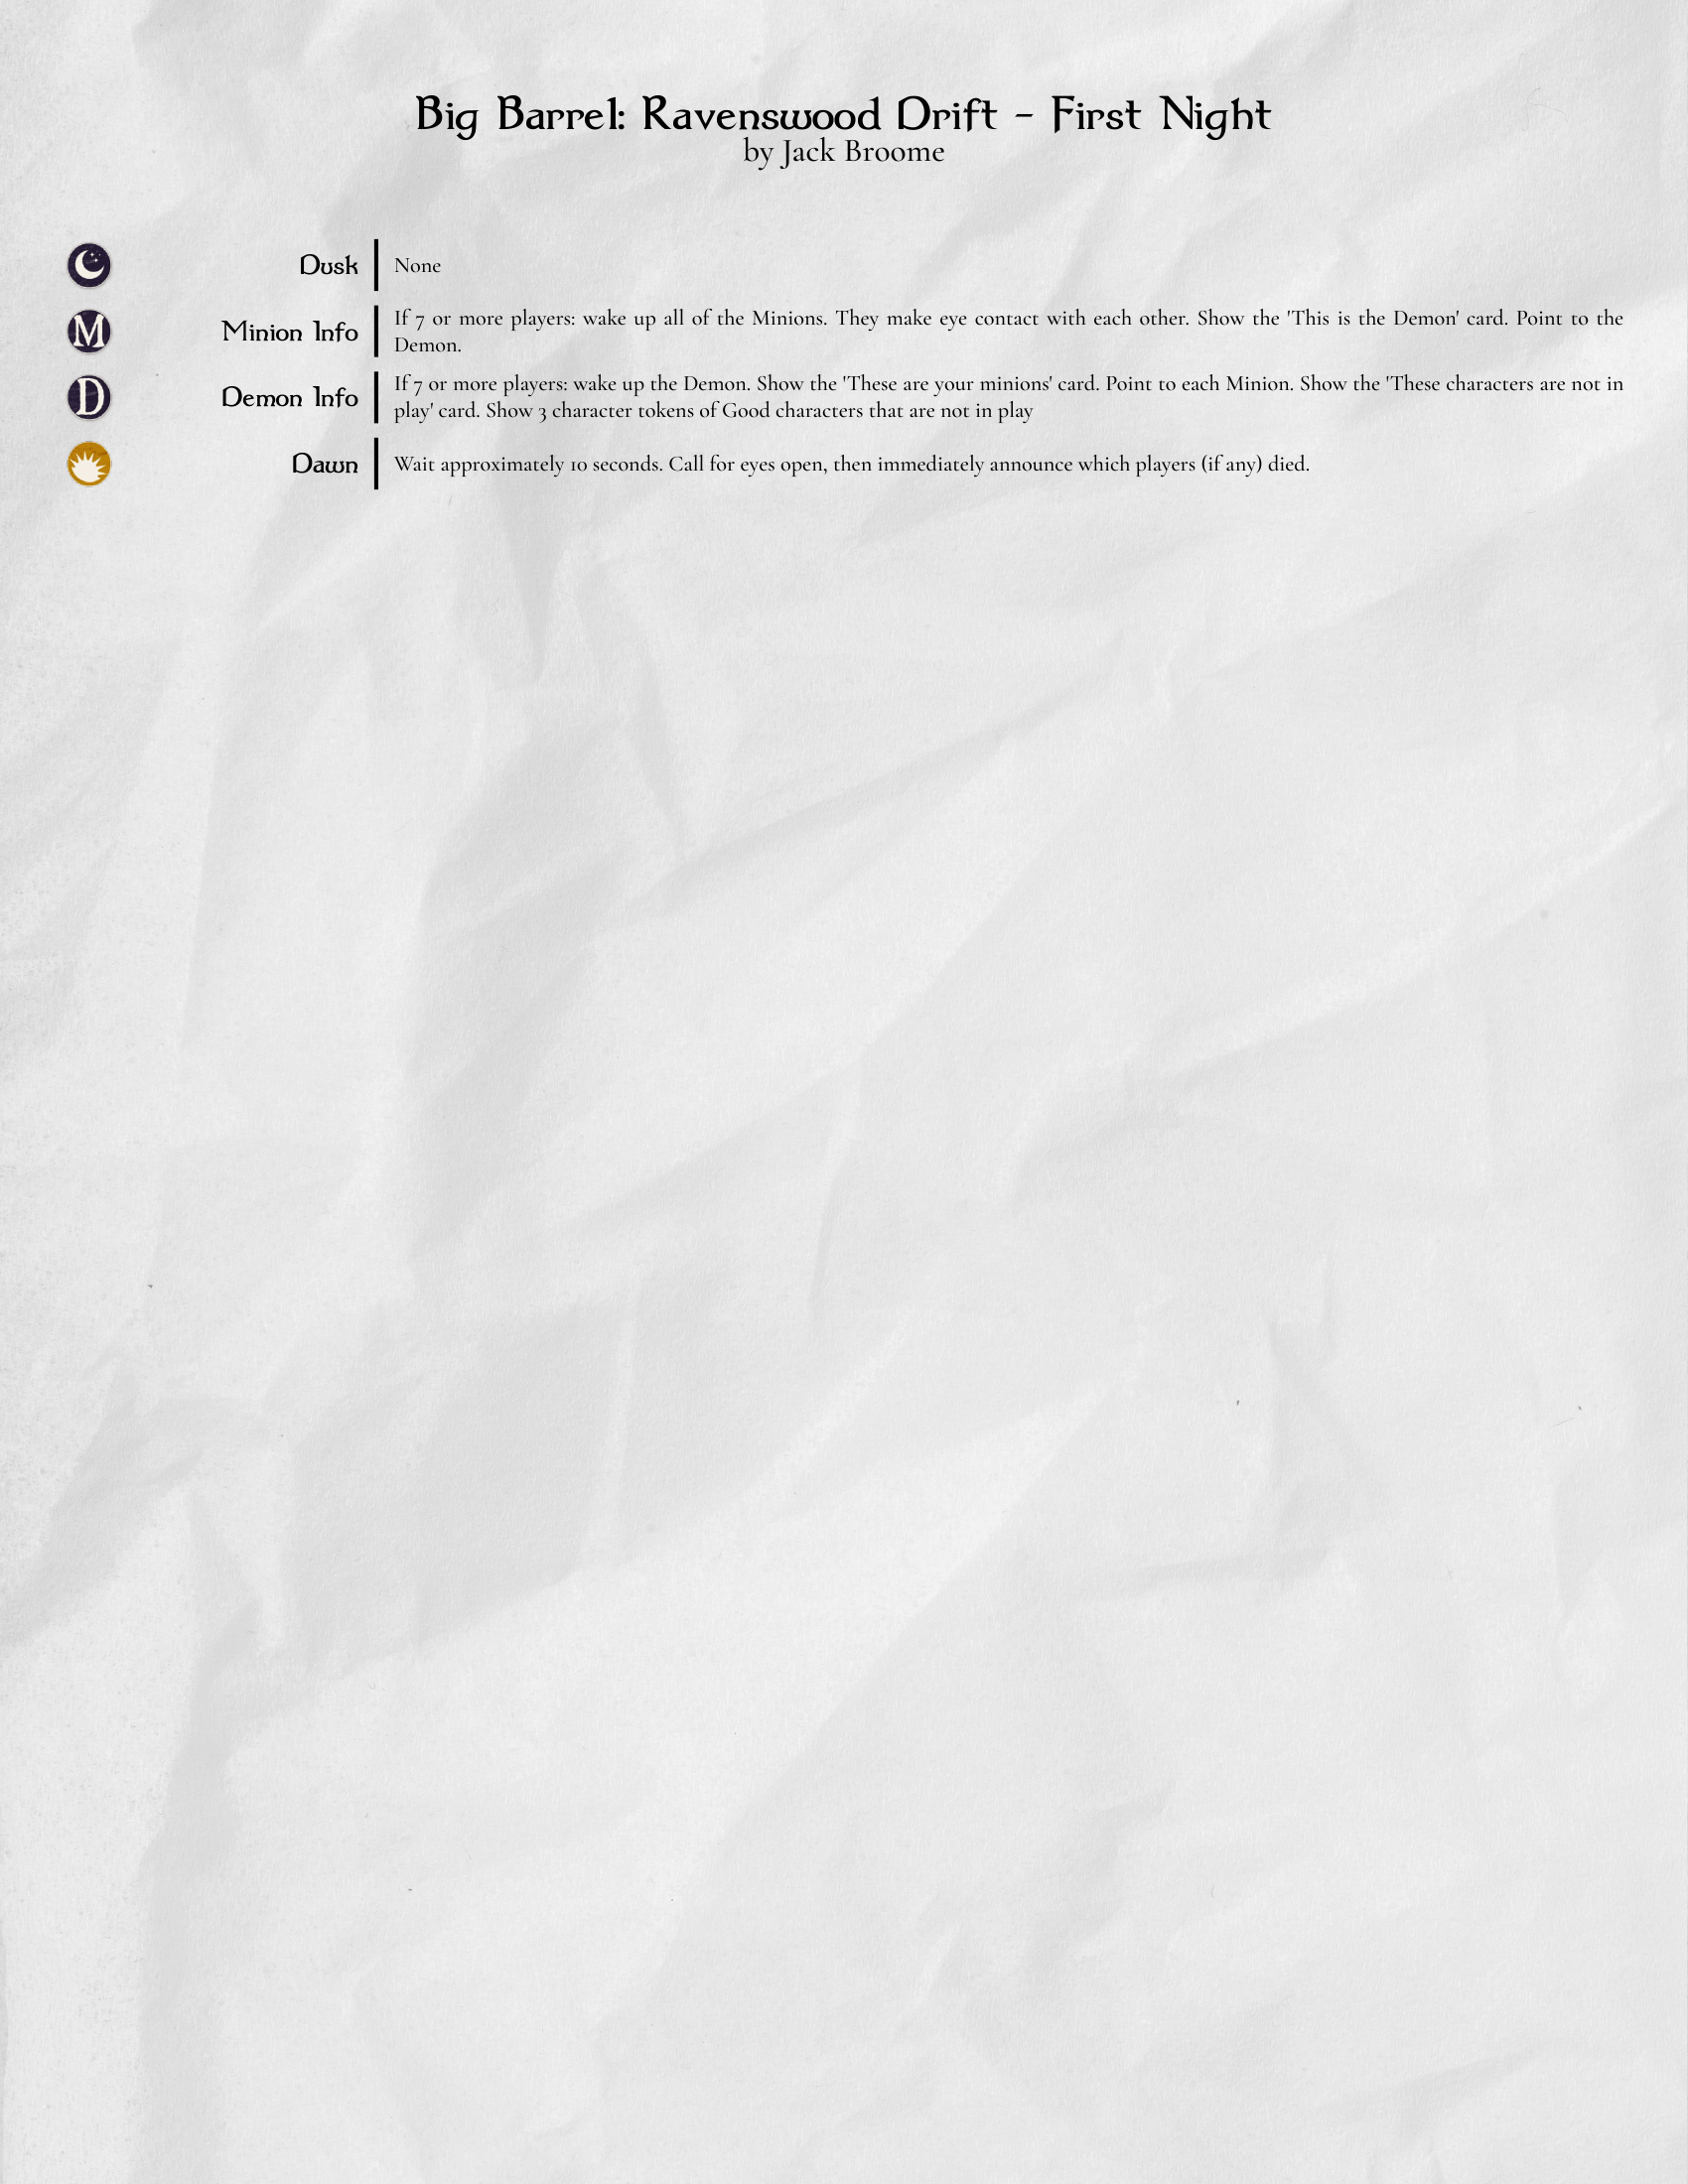 Big Barrel: Ravenswood Drift - First Night
by Jack Broome
Dusk
None
M
Minion Info
If 7 or more players: wake up all of the Minions. They make eye contact with each other. Show the 'This is the Demon' card. Point to the
Demon.
D
Demon Info
If 7 or more players: wake up the Demon. Show the 'These are your minions' card. Point to each Minion. Show the 'These characters are not in
play' card. Show 3 character tokens of Good characters that are not in play
Dawn
Wait approximately 10 seconds. Call for eyes open, then immediately announce which players (if any) died.